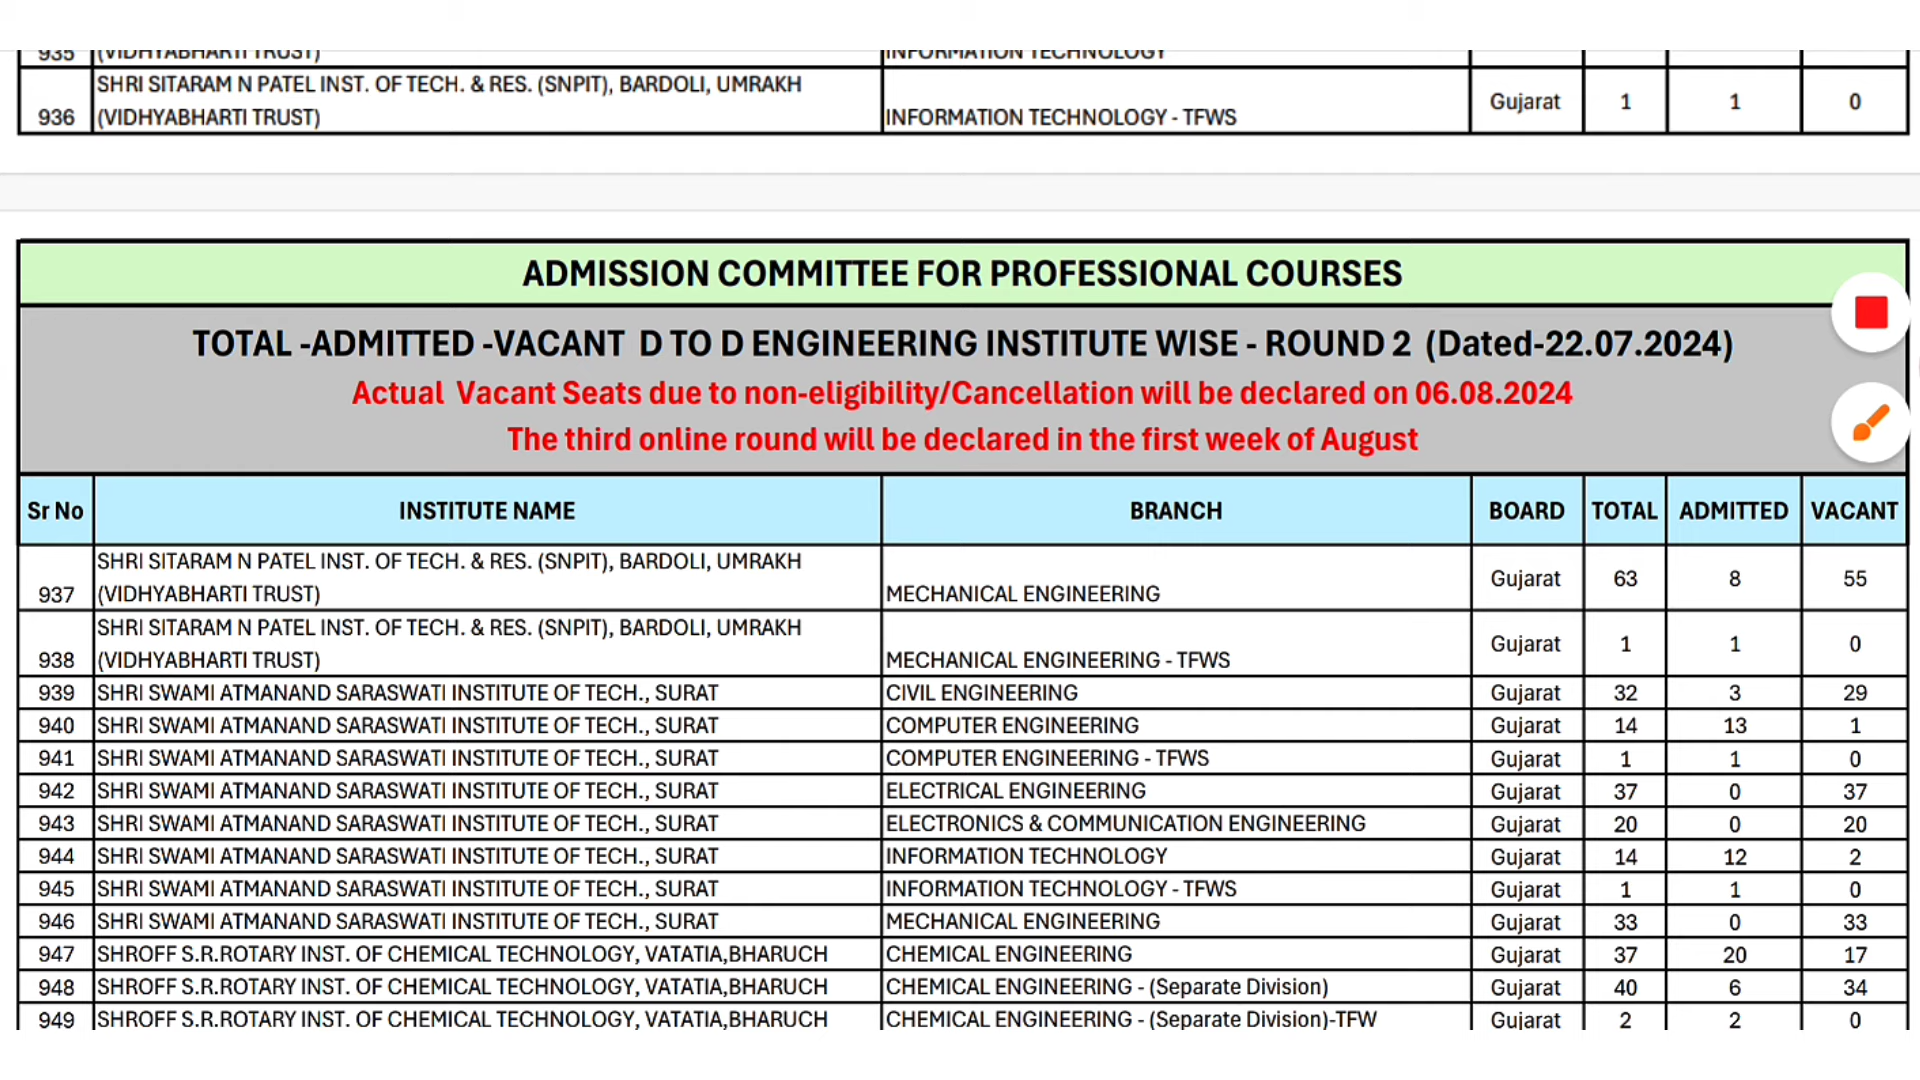 935 (VIDHYABHARTI TRUST) INFORMATION TECHNOLOGY
SHRI SITARAM N PATEL INST. OF TECH. & RES. (SNPIT), BARDOLI, UMRAKH
936 (VIDHYABHARTI TRUST) INFORMATION TECHNOLOGY - TFWS Gujarat 1 1 0
ADMISSION COMMITTEE FOR PROFESSIONAL COURSES
TOTAL -ADMITTED -VACANT D TO D ENGINEERING INSTITUTE WISE - ROUND 2 (Dated-22.07.2024)
Actual Vacant Seats due to non-eligibility/Cancellation will be declared on 06.08.2024
The third online round will be declared in the first week of August
Sr No INSTITUTE NAME BRANCH BOARD TOTAL ADMITTED VACANT
SHRI SITARAM N PATEL INST. OF TECH. & RES. (SNPIT), BARDOLI, UMRAKH
937 (VIDHYABHARTI TRUST) MECHANICAL ENGINEERING Gujarat 63 8 55
SHRI SITARAM N PATEL INST. OF TECH. & RES. (SNPIT), BARDOLI, UMRAKH
938 (VIDHYABHARTI TRUST) MECHANICAL ENGINEERING - TFWS Gujarat 1 1 0
939 SHRI SWAMI ATMANAND SARASWATI INSTITUTE OF TECH., SURAT CIVIL ENGINEERING Gujarat 32 3 29
940 SHRI SWAMI ATMANAND SARASWATI INSTITUTE OF TECH., SURAT COMPUTER ENGINEERING Gujarat 14 13 1
941 SHRI SWAMI ATMANAND SARASWATI INSTITUTE OF TECH., SURAT COMPUTER ENGINEERING - TFWS Gujarat 1 1 0
942 SHRI SWAMI ATMANAND SARASWATI INSTITUTE OF TECH., SURAT ELECTRICAL ENGINEERING Gujarat 37 0 37
943 SHRI SWAMI ATMANAND SARASWATI INSTITUTE OF TECH., SURAT ELECTRONICS & COMMUNICATION ENGINEERING Gujarat 20 0 20
944 SHRI SWAMI ATMANAND SARASWATI INSTITUTE OF TECH., SURAT INFORMATION TECHNOLOGY Gujarat 14 12 2
945 SHRI SWAMI ATMANAND SARASWATI INSTITUTE OF TECH., SURAT INFORMATION TECHNOLOGY - TFWS Gujarat 1 1 0
946 SHRI SWAMI ATMANAND SARASWATI INSTITUTE OF TECH., SURAT MECHANICAL ENGINEERING Gujarat 33 0 33
947 SHROFF S.R.ROTARY INST. OF CHEMICAL TECHNOLOGY, VATATIA,BHARUCH CHEMICAL ENGINEERING Gujarat 37 20 17
948 SHROFF S.R.ROTARY INST. OF CHEMICAL TECHNOLOGY, VATATIA,BHARUCH CHEMICAL ENGINEERING - (Separate Division) Gujarat 40 6 34
949 SHROFF S.R.ROTARY INST. OF CHEMICAL TECHNOLOGY, VATATIA,BHARUCH CHEMICAL ENGINEERING - (Separate Division)-TFW Gujarat 2 2 0